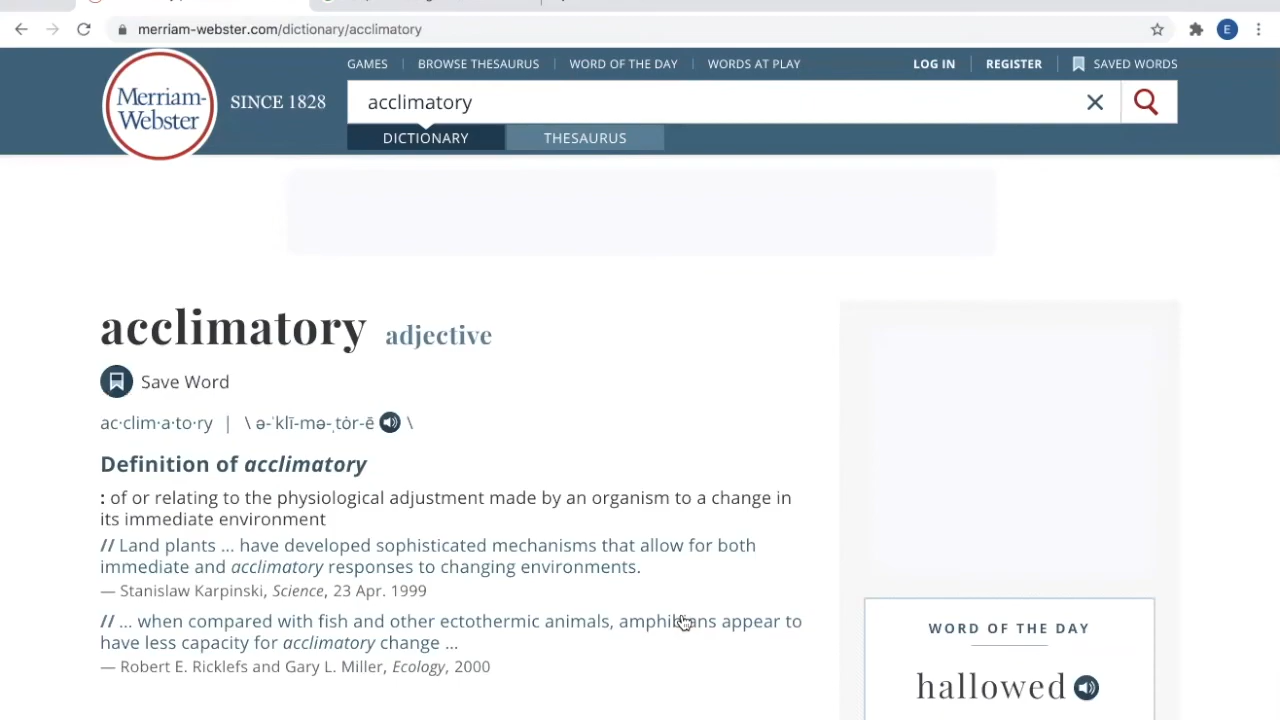 merriam-webster.com/dictionary/acclimatory
E
GAMES | BROWSE THESAURUS | WORD OF THE DAY | WORDS AT PLAY
LOG IN | REGISTER SAVED WORDS
Merriam-
Webster
SINCE 1828
acclimatory
DICTIONARY THESAURUS
acclimatory adjective
Save Word
ac·clim·a·to·ry | \ ə-ˈklī-mə-ˌtȯr-ē \
Definition of acclimatory
: of or relating to the physiological adjustment made by an organism to a change in
its immediate environment
// Land plants ... have developed sophisticated mechanisms that allow for both
immediate and acclimatory responses to changing environments.
— Stanislaw Karpinski, Science, 23 Apr. 1999
// ... when compared with fish and other ectothermic animals, amphibians appear to
have less capacity for acclimatory change ...
— Robert E. Ricklefs and Gary L. Miller, Ecology, 2000
WORD OF THE DAY
hallowed